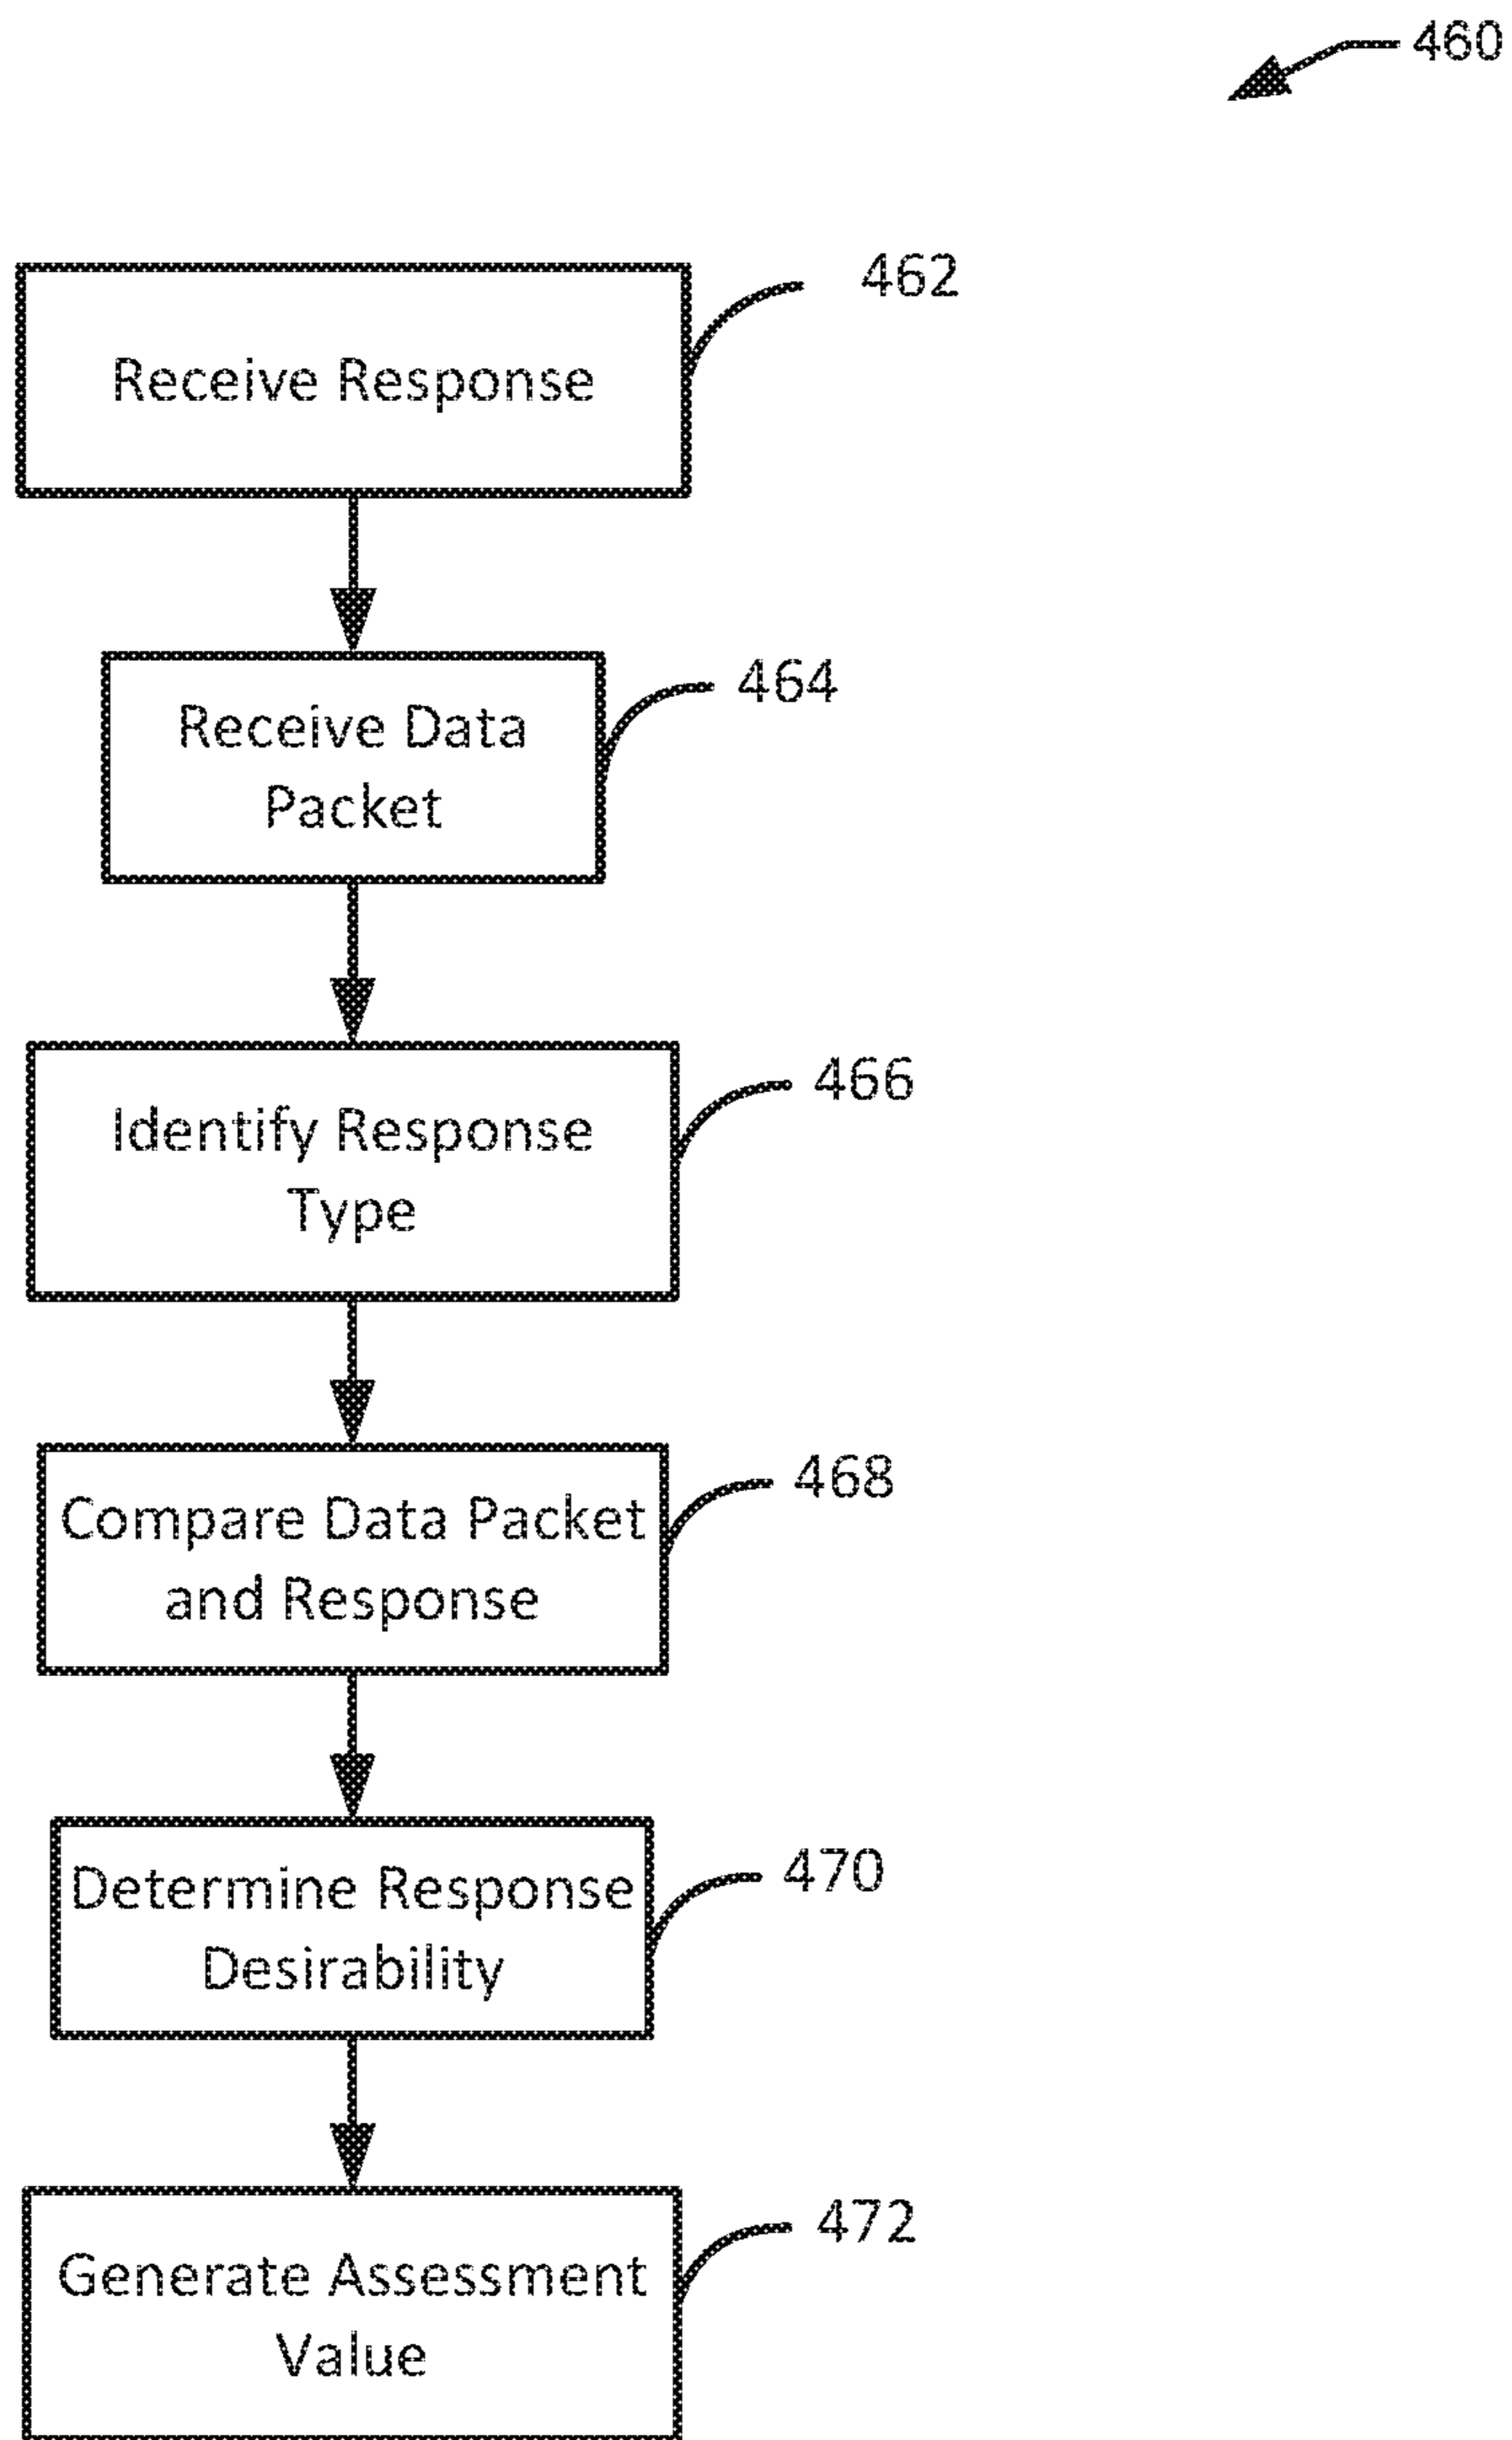 460
462
Receive Response
464
Receive Data
Packet
466
Identify Response
Type
468
Compare Data Packet
and Response
470
Determine Response
Desirability
472
Generate Assessment
Value